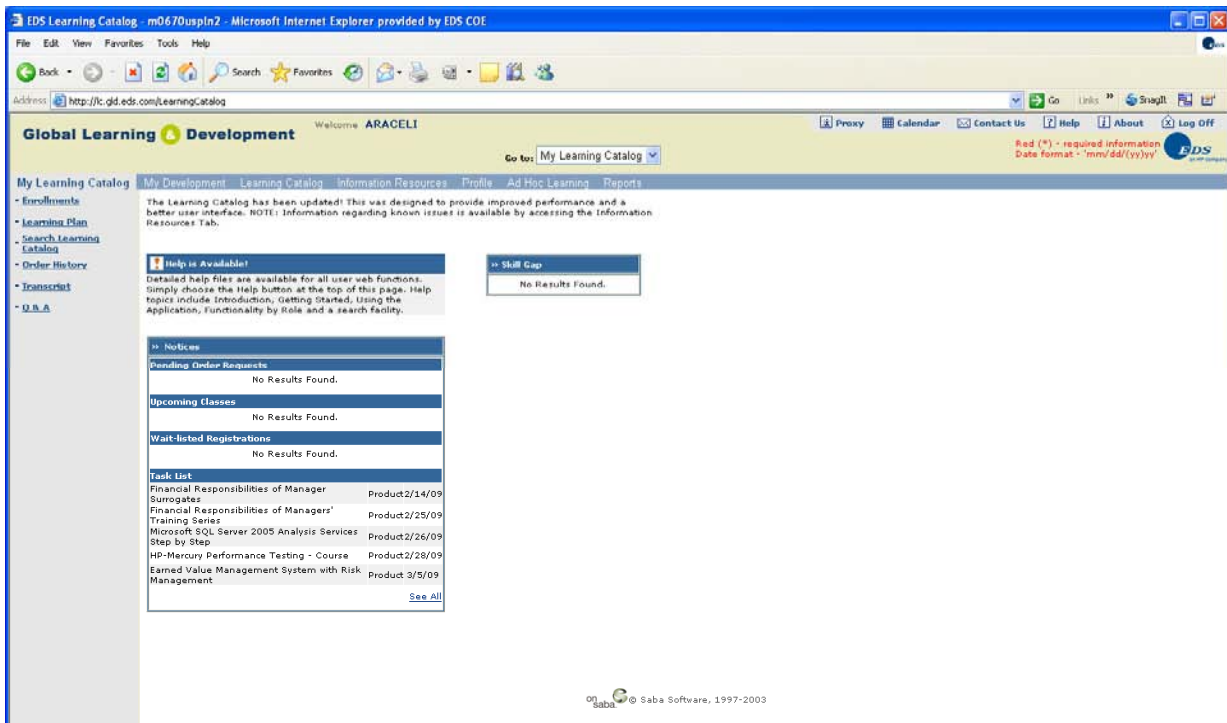 EDS Learning Catalog - m0670uspln2 - Microsoft Internet Explorer provided by EDS COE
File Edit View Favorites Tools Help
Back Search Favorites
Address http://lc.gld.eds.com/LearningCatalog Go Links » SnagIt
Global Learning Development Welcome ARACELI
Proxy Calendar Contact Us Help About Log Off
Go to: My Learning Catalog
Red (*) - required information
Date format - 'mm/dd/(yy)yy'
EDS
My Learning Catalog My Development Learning Catalog Information Resources Profile Ad Hoc Learning Reports
- Enrollments
- Learning Plan
- Search Learning
Catalog
- Order History
- Transcript
- Q & A
The Learning Catalog has been updated! This was designed to provide improved performance and a
better user interface. NOTE: Information regarding known issues is available by accessing the Information
Resources Tab.
Help is Available!
Detailed help files are available for all user web functions.
Simply choose the Help button at the top of this page. Help
topics include Introduction, Getting Started, Using the
Application, Functionality by Role and a search facility.
» Skill Gap
No Results Found.
» Notices
Pending Order Requests
No Results Found.
Upcoming Classes
No Results Found.
Wait-listed Registrations
No Results Found.
Task List
Financial Responsibilities of Manager
Surrogates Product 2/14/09
Financial Responsibilities of Managers'
Training Series Product 2/25/09
Microsoft SQL Server 2005 Analysis Services
Step by Step Product 2/26/09
HP-Mercury Performance Testing - Course Product 2/28/09
Earned Value Management System with Risk
Management Product 3/5/09
See All
on saba © Saba Software, 1997-2003